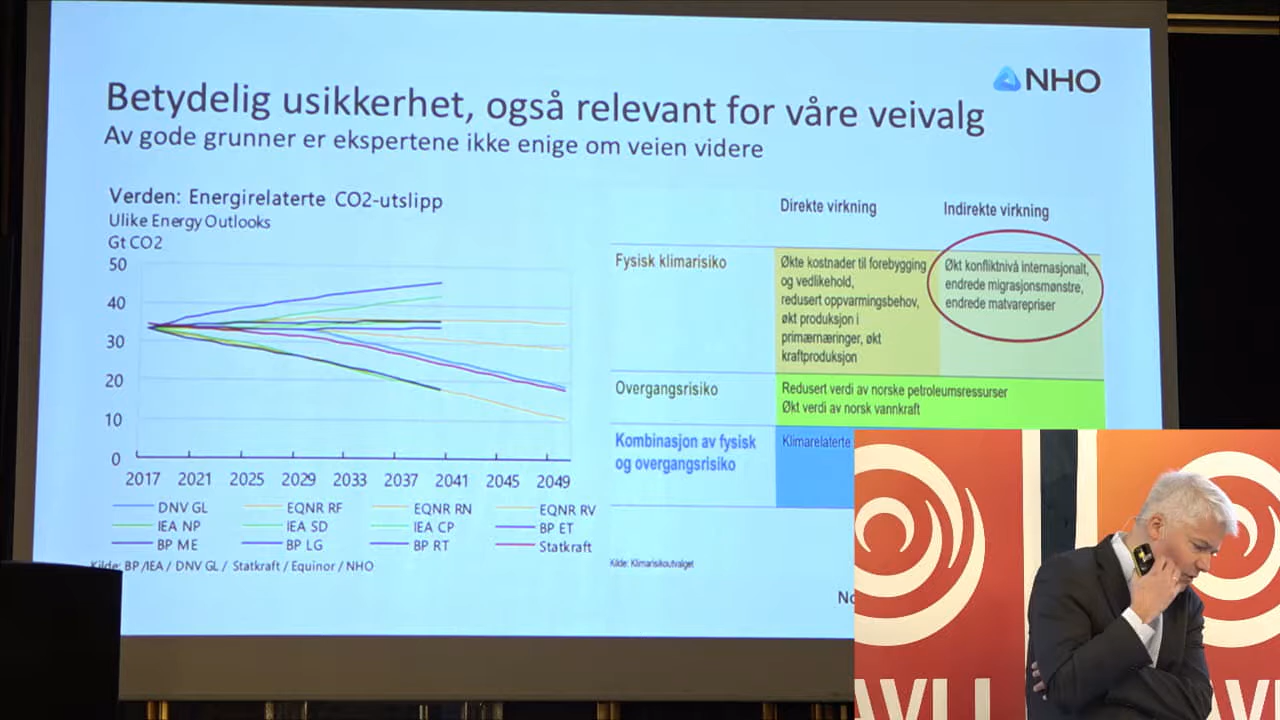 NHO
Betydelig usikkerhet, også relevant for våre veivalg
Av gode grunner er ekspertene ikke enige om veien videre
Verden: Energirelaterte CO2-utslipp
Ulike Energy Outlooks
Gt CO2
50
40
30
20
10
0
2017 2021 2025 2029 2033 2037 2041 2045 2049
DNV GL EQNR RF EQNR RN EQNR RV
IEA NP IEA SD IEA CP BP ET
BP ME BP LG BP RT Statkraft
Kilde: BP /IEA / DNV GL / Statkraft / Equinor / NHO
Direkte virkning Indirekte virkning
Fysisk klimarisiko
Økte kostnader til forebygging
og vedlikehold,
redusert oppvarmingsbehov,
økt produksjon i
primærnæringer, økt
kraftproduksjon
Økt konfliktnivå internasjonalt,
endrede migrasjonsmønstre,
endrede matvarepriser
Overgangsrisiko
Redusert verdi av norske petroleumsressurser
Økt verdi av norsk vannkraft
Kombinasjon av fysisk
og overgangsrisiko
Klimarelaterte
Kilde: Klimarisikoutvalget